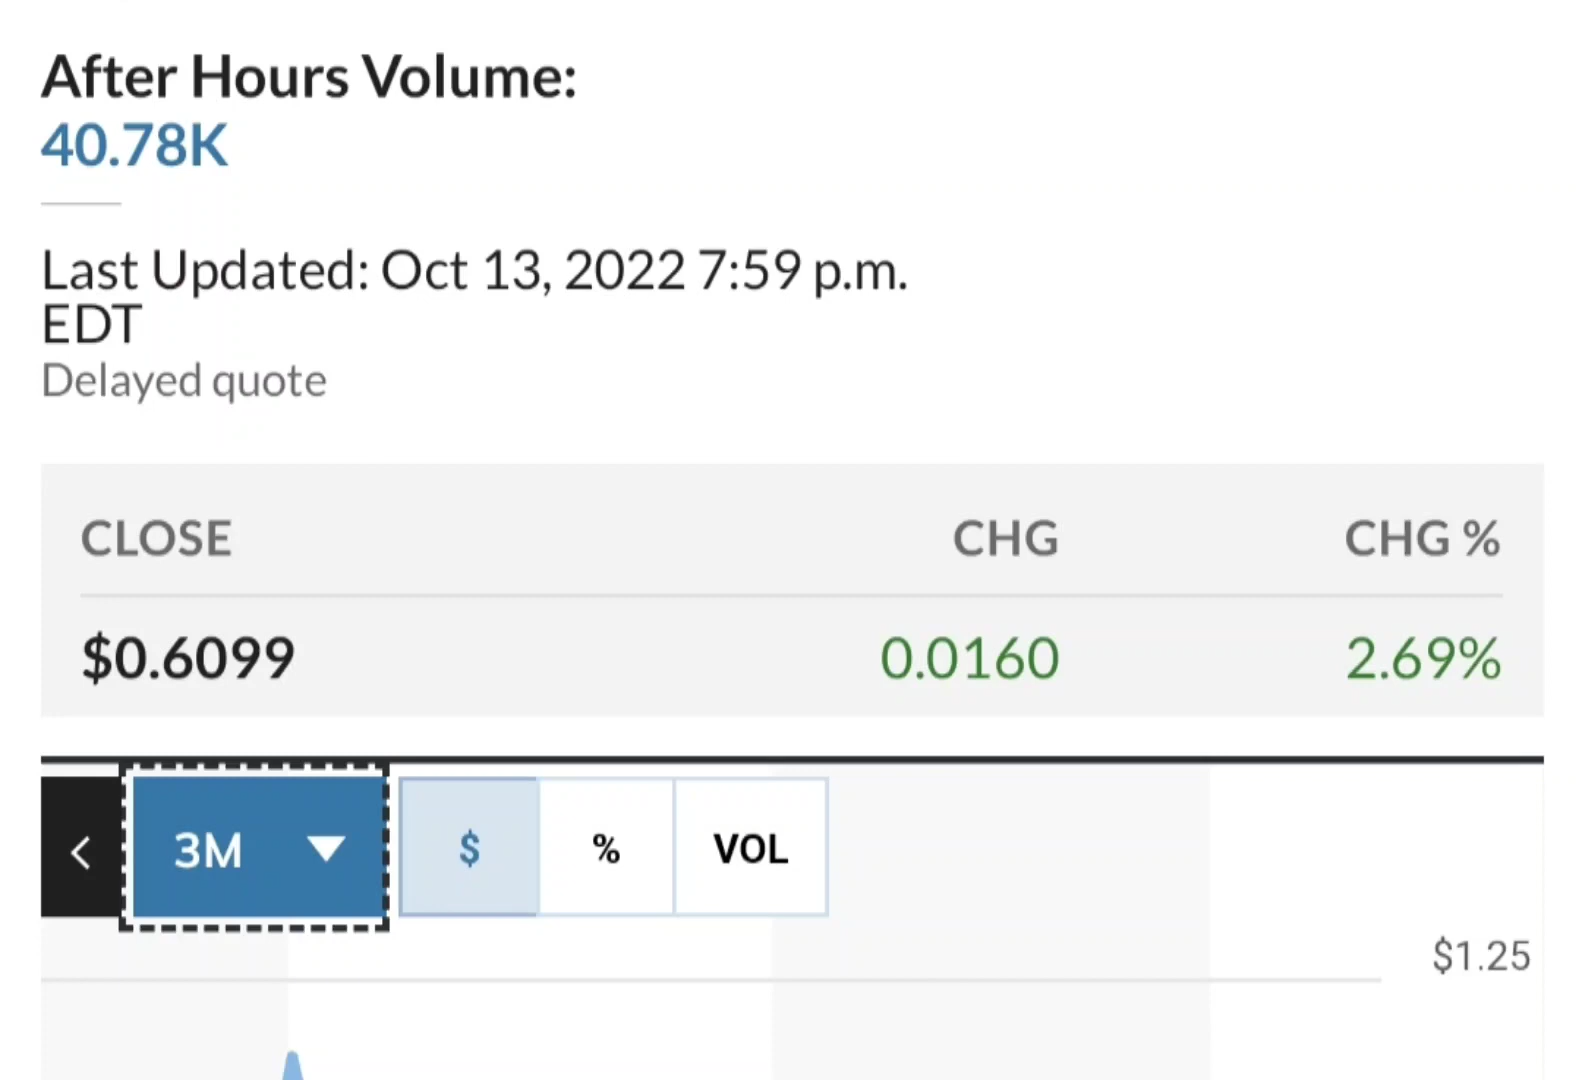 After Hours Volume:
40.78K
Last Updated: Oct 13, 2022 7:59 p.m.
EDT
Delayed quote
CLOSE CHG CHG %
$0.6099 0.0160 2.69%
3M $ % VOL
$1.25